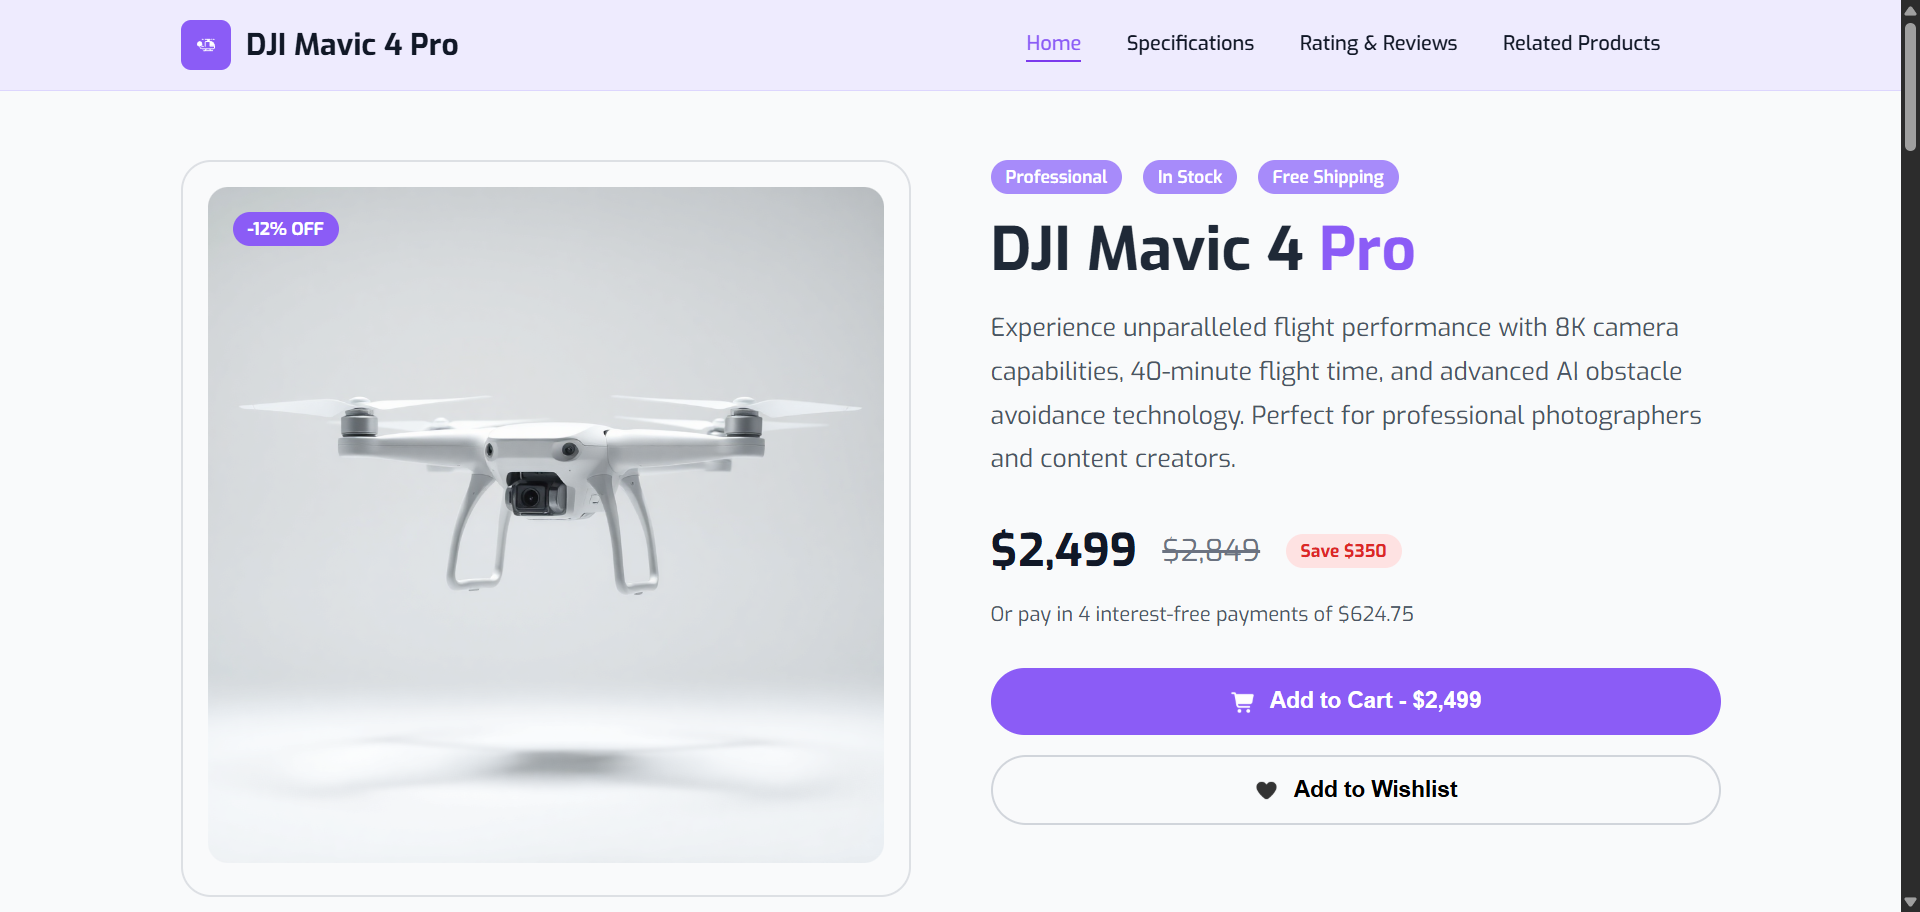 DJI Mavic 4 Pro
Home
Specifications
Rating & Reviews
Related Products
-12% OFF
Professional
In Stock
Free Shipping
DJI Mavic 4 Pro
Experience unparalleled flight performance with 8K camera
capabilities, 40-minute flight time, and advanced AI obstacle
avoidance technology. Perfect for professional photographers
and content creators.
$2,499 $2,849 Save $350
Or pay in 4 interest-free payments of $624.75
Add to Cart - $2,499
Add to Wishlist